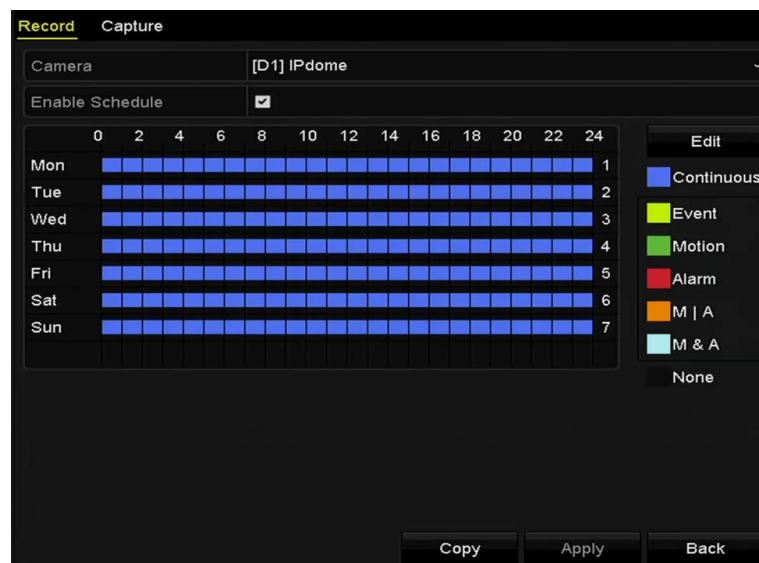 Record Capture
Camera [D1] IPdome
Enable Schedule
0 2 4 6 8 10 12 14 16 18 20 22 24
Edit
Mon 1
Continuous
Tue 2
Wed 3
Event
Thu 4
Motion
Fri 5
Alarm
Sat 6
M | A
Sun 7
M & A
None
Copy Apply Back